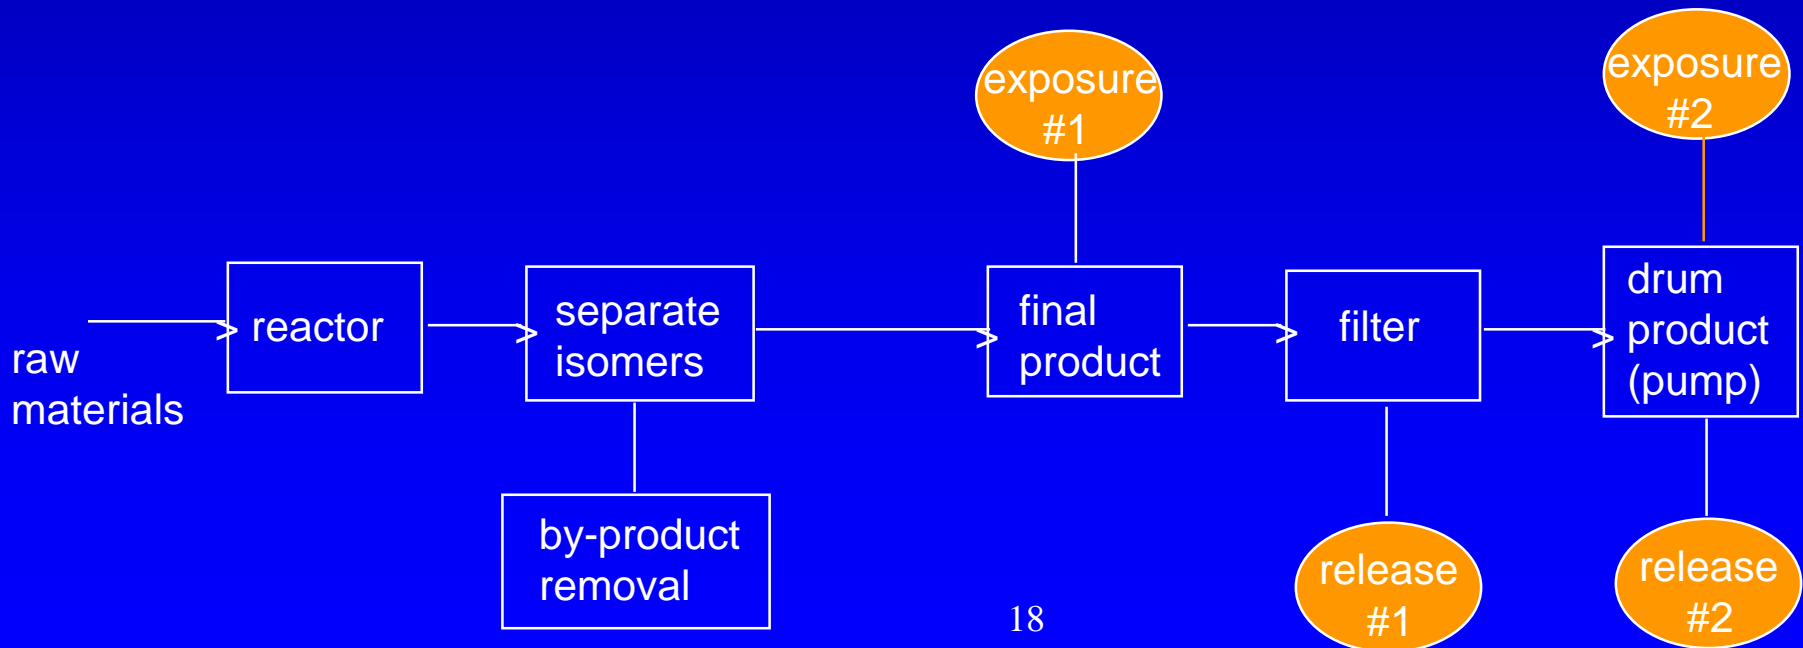 exposure
#1
exposure
#2
raw
materials
>
reactor
>
separate
isomers
>
final
product
>
filter
>
drum
product
(pump)
by-product
removal
release
#1
release
#2
18